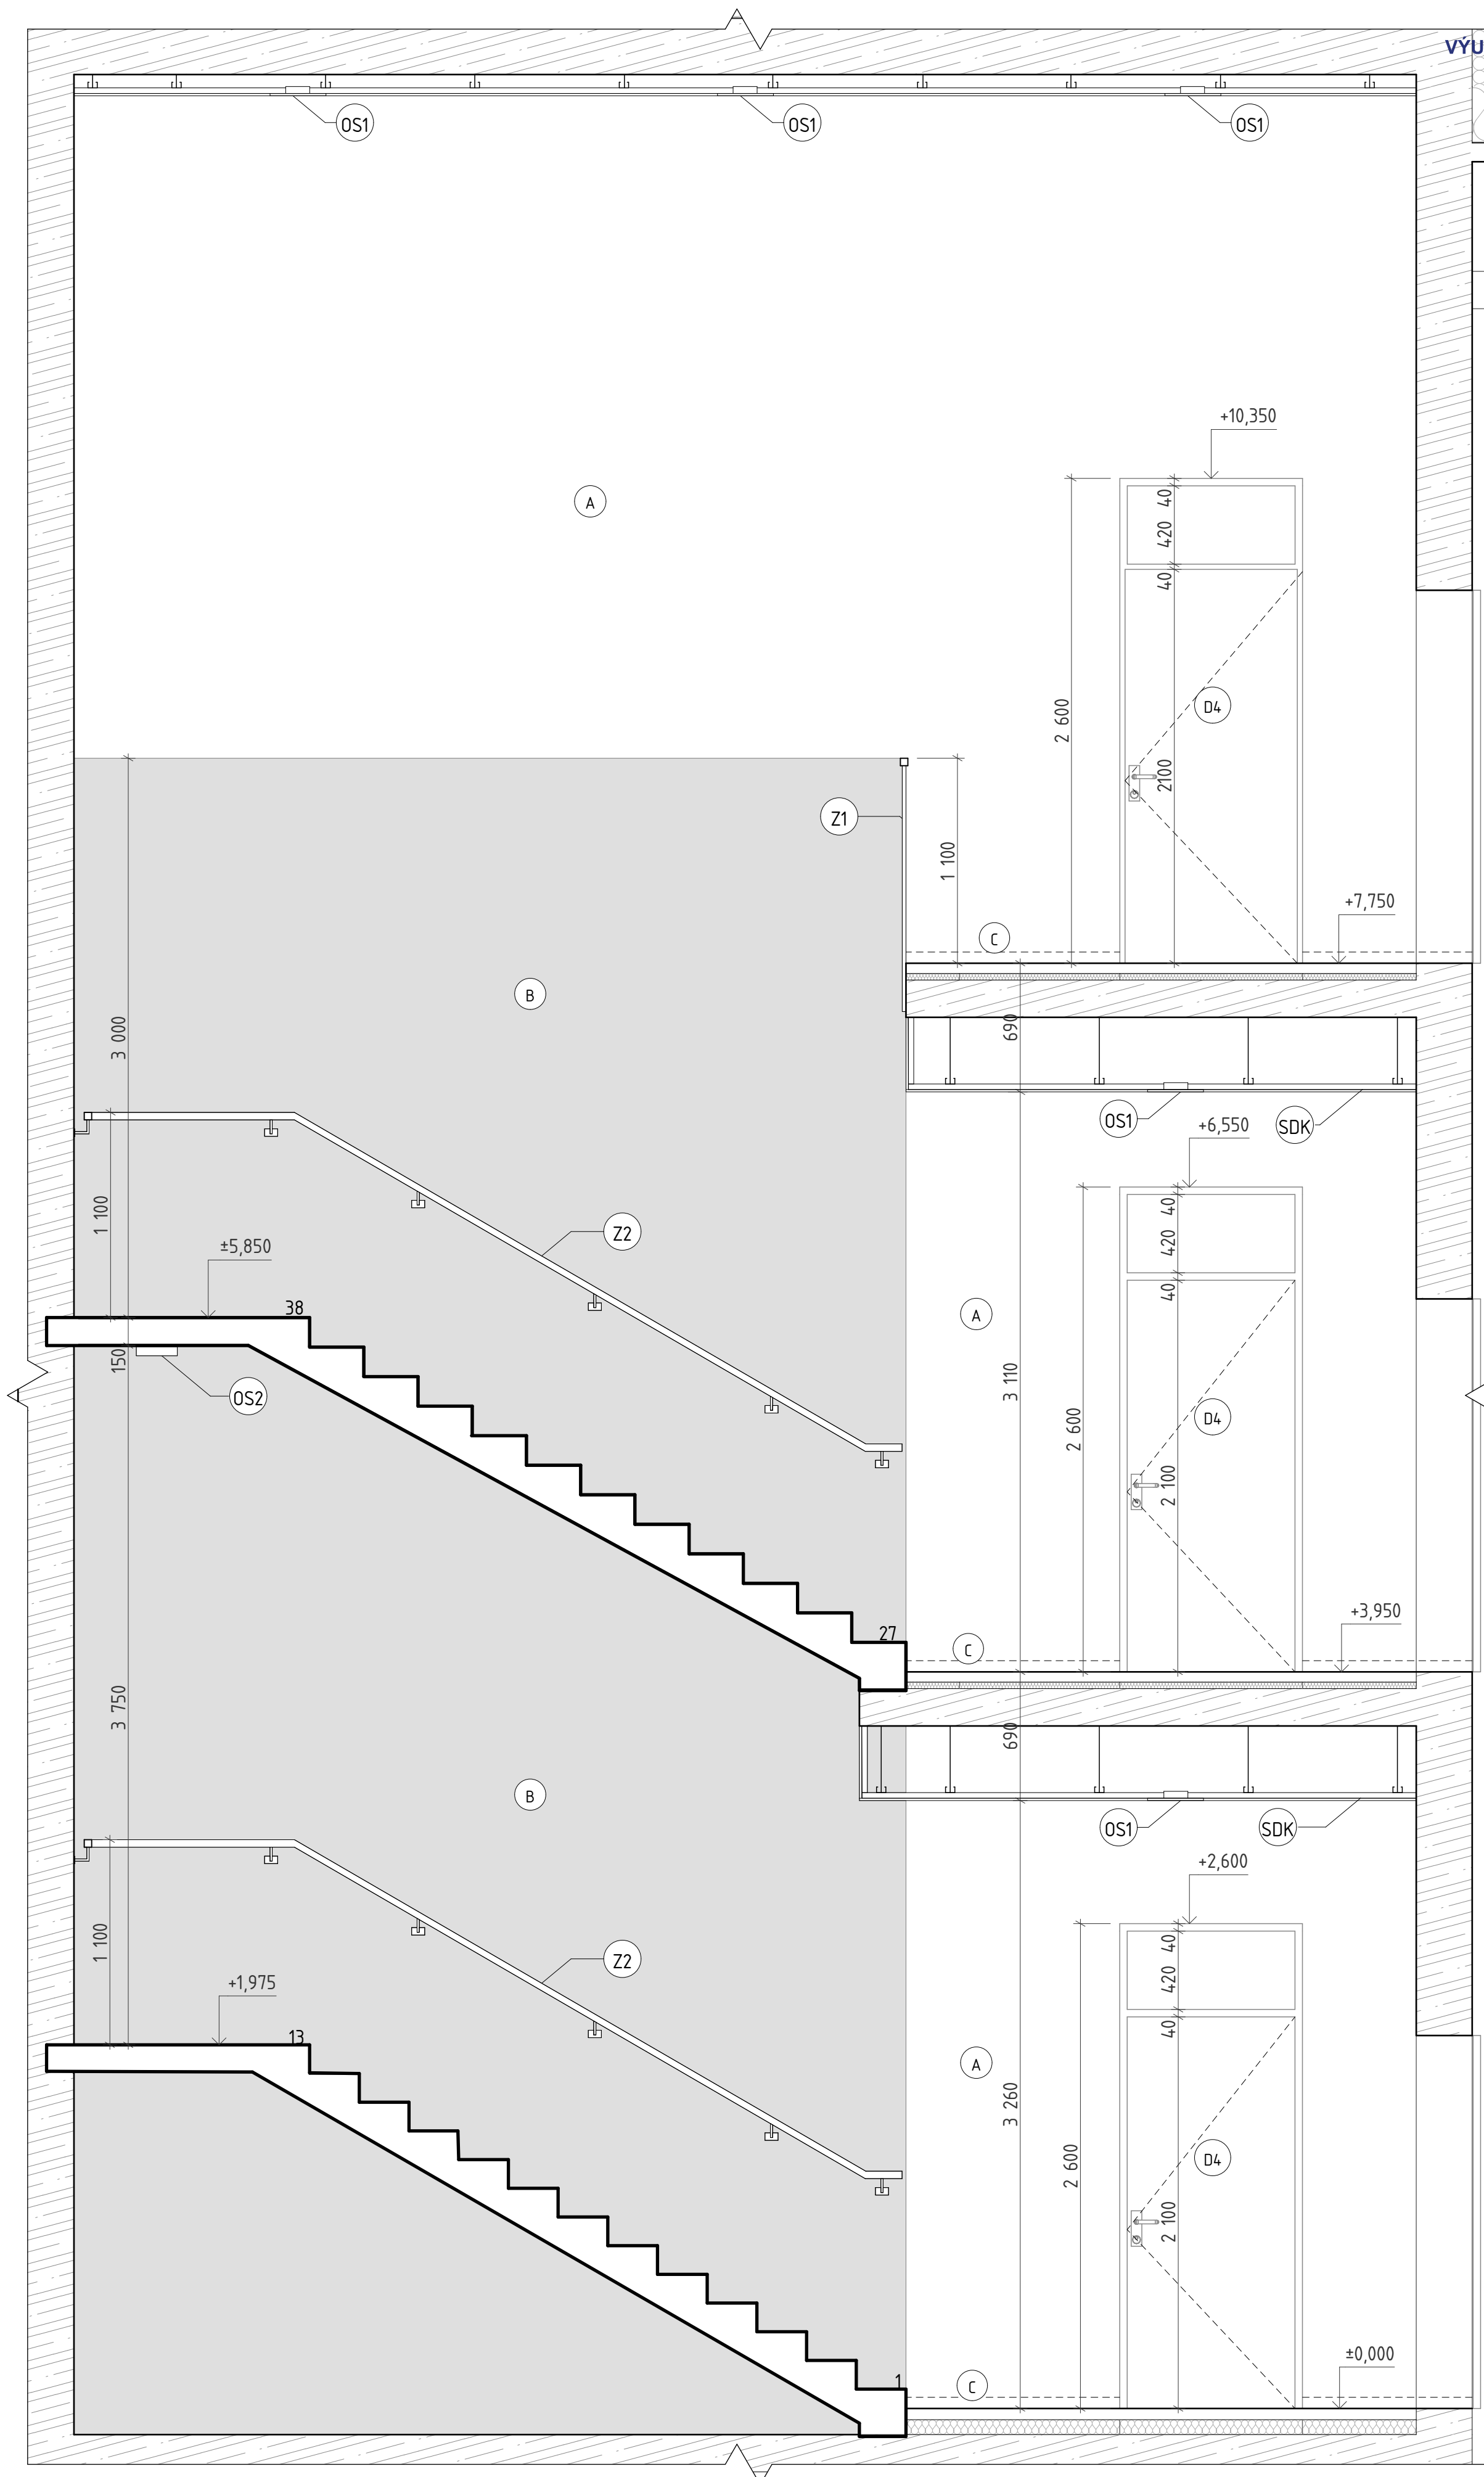 VÝU
OS1
OS1
OS1
+10,350
A
40
420
40
2 600
D4
2100
Z1
1 100
+7,750
C
B
3 000
690
OS1
SDK
+6,550
1 100
40
420
40
Z2
±5,850
38
A
150
OS2
3 110
2 600
D4
2 100
+3,950
27
C
3 750
690
B
OS1
SDK
+2,600
1 100
40
420
40
Z2
+1,975
13
A
3 260
2 600
D4
2 100
±0,000
1
C